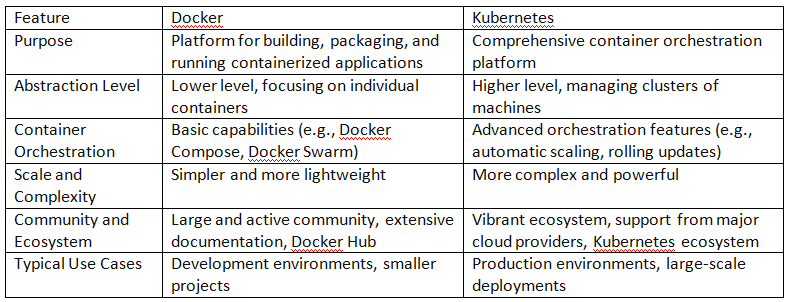 Feature Docker Kubernetes
Purpose Platform for building, packaging, and Comprehensive container orchestration
running containerized applications platform
Abstraction Level Lower level, focusing on individual Higher level, managing clusters of
containers machines
Container Basic capabilities (e.g., Docker Advanced orchestration features (e.g.,
Orchestration Compose, Docker Swarm) automatic scaling, rolling updates)
Scale and Simpler and more lightweight More complex and powerful
Complexity
Community and Large and active community, extensive Vibrant ecosystem, support from major
Ecosystem documentation, Docker Hub cloud providers, Kubernetes ecosystem
Typical Use Cases Development environments, smaller Production environments, large-scale
projects deployments